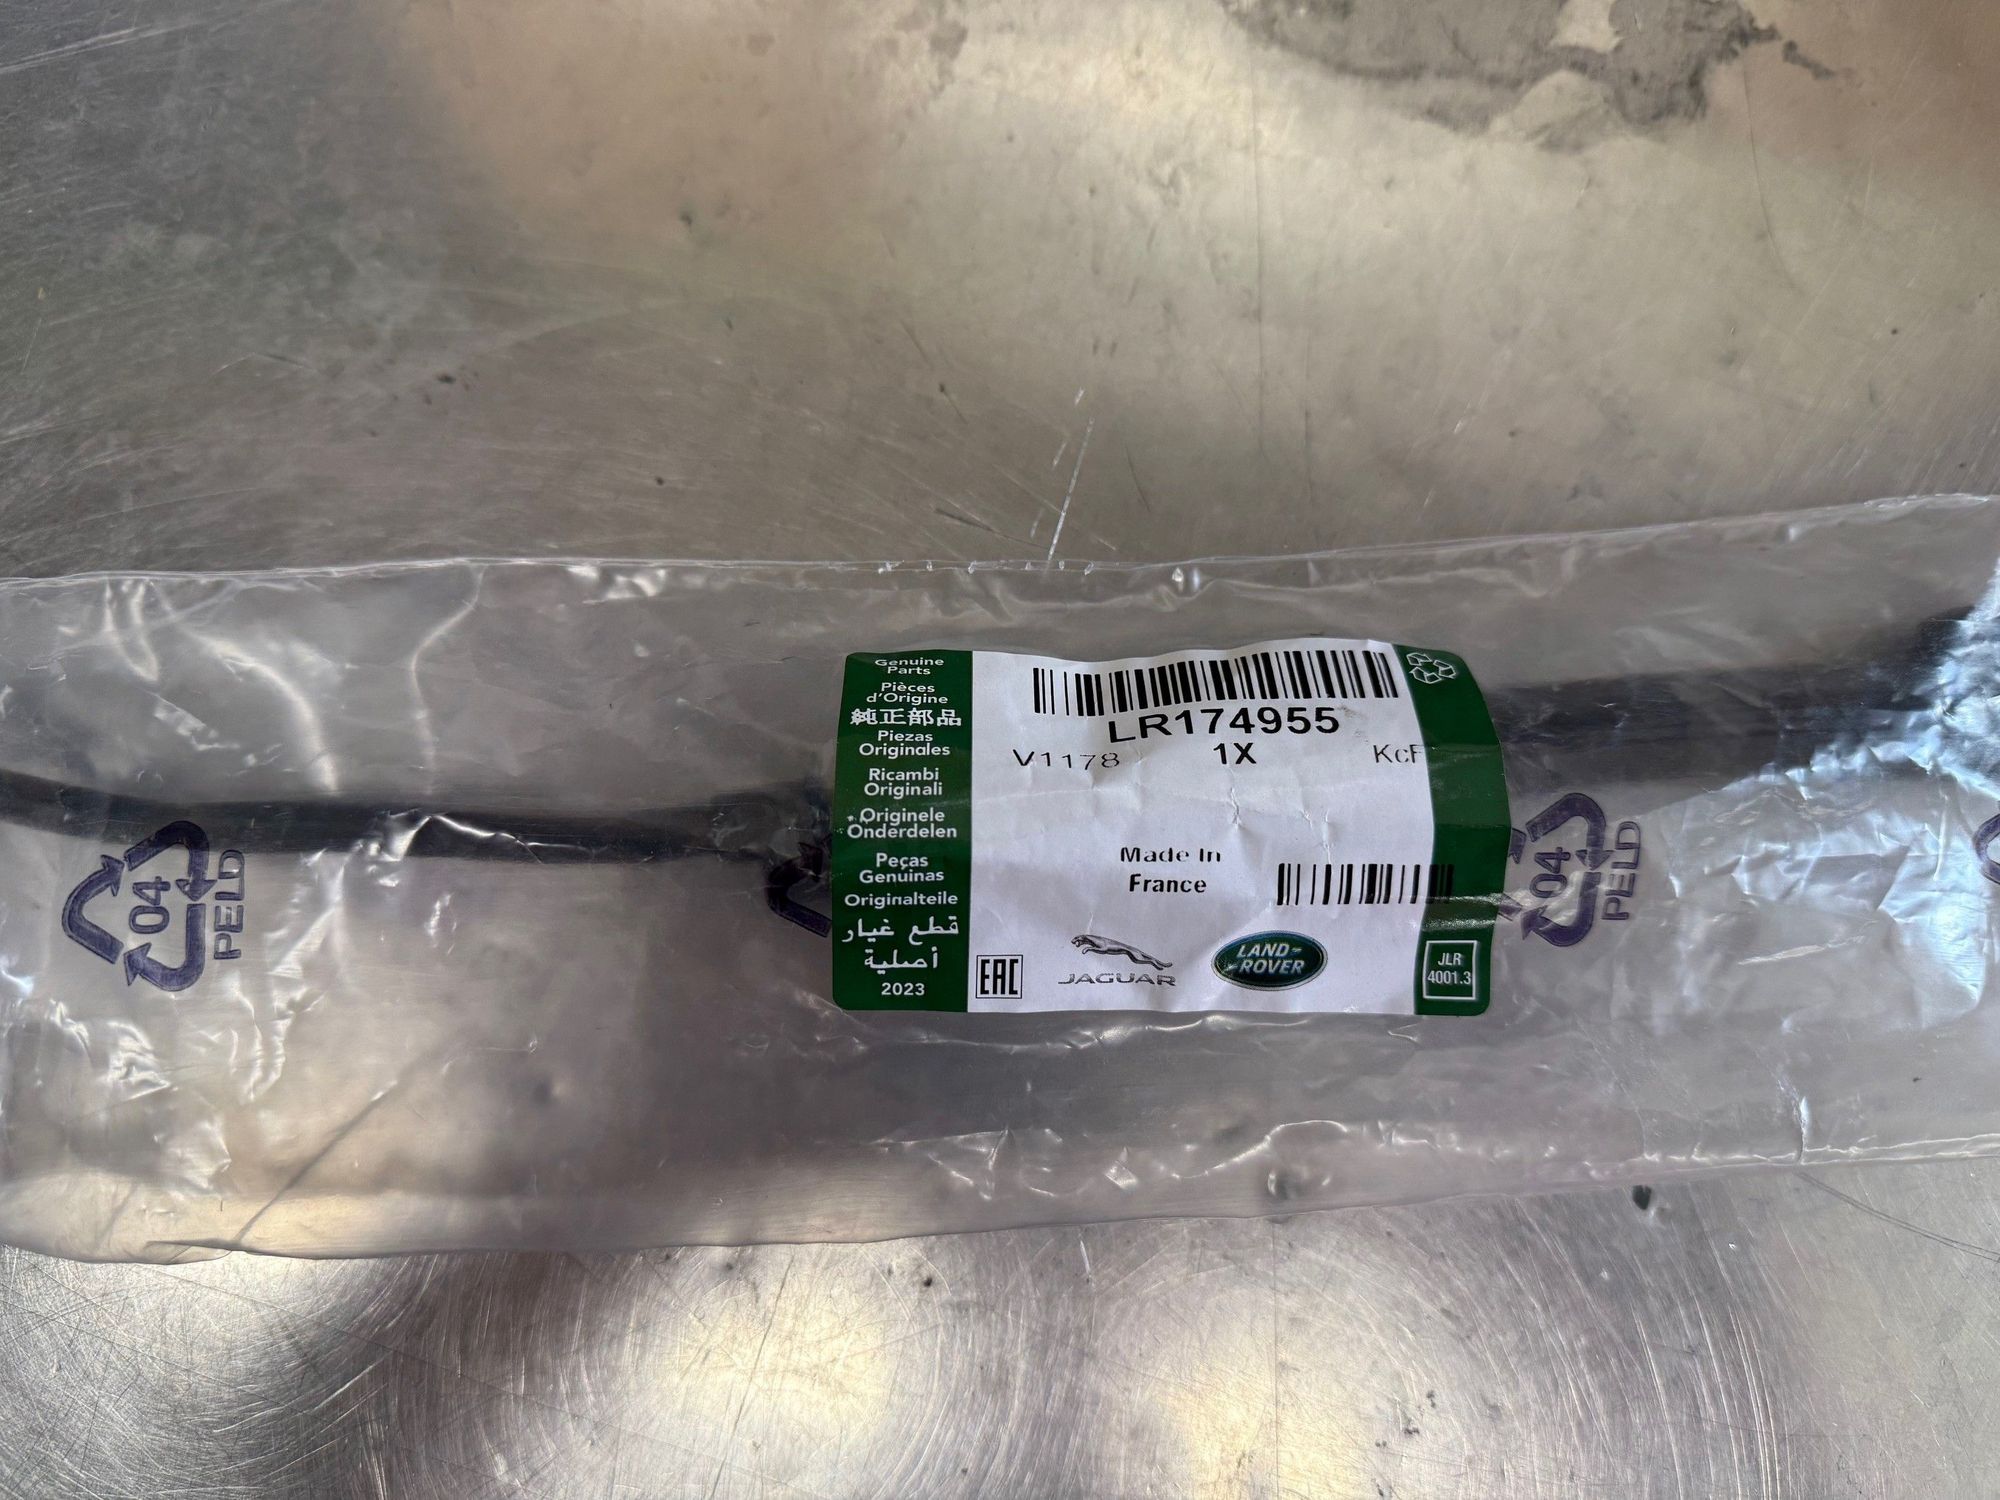 Genuine
Parts
Pièces
d'Origine
純正部品
Piezas
Originales
Ricambi
Originali
Originele
Onderdelen
Peças
Genuinas
Originalteile
قطع غيار
أصلية
2023
LR174955
V1178 1X KcF
Made In
France
EAC
JAGUAR
LAND-
ROVER
JLR
4001.3
04
PELD
04
PELD